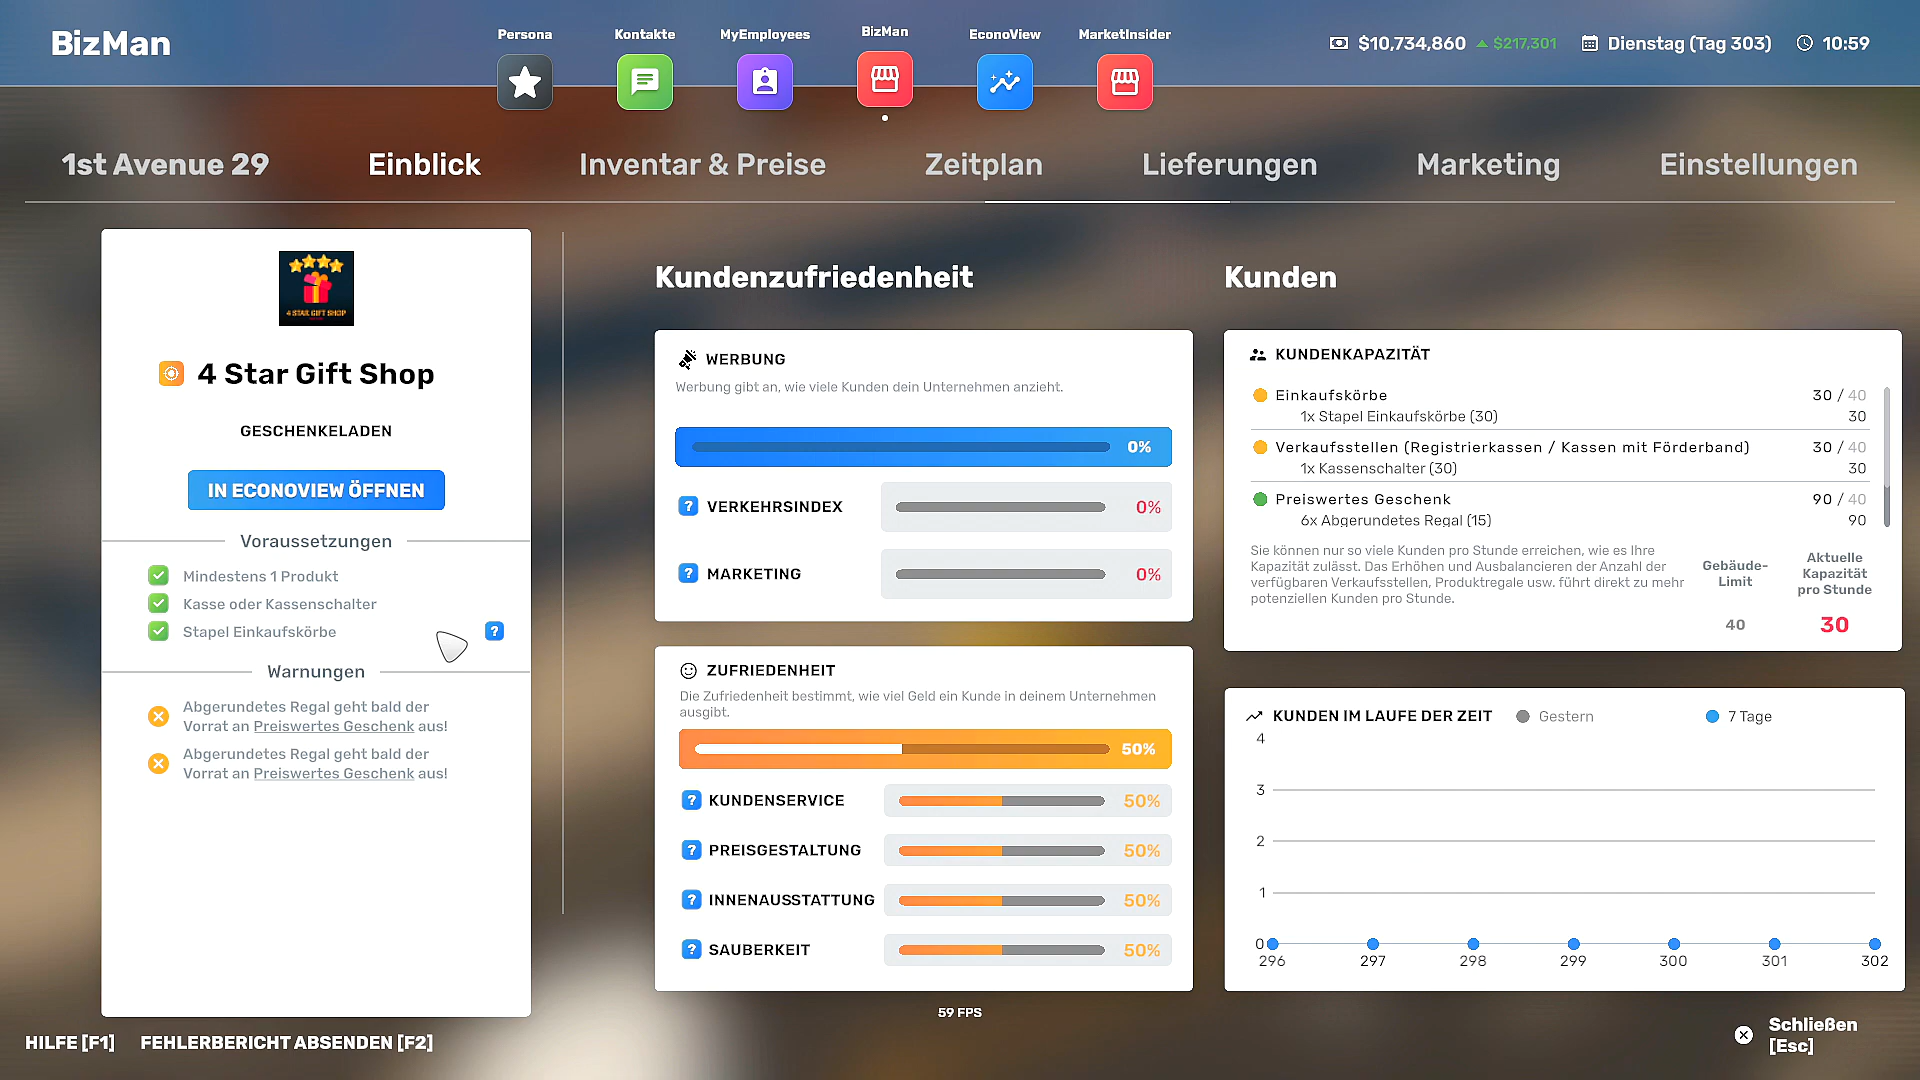 BizMan
Persona
Kontakte
MyEmployees
BizMan
EconoView
MarketInsider
$10,734,860
$217,301
Dienstag (Tag 303)
10:59
1st Avenue 29
Einblick
Inventar & Preise
Zeitplan
Lieferungen
Marketing
Einstellungen
4 STAR GIFT SHOP
4 Star Gift Shop
GESCHENKELADEN
IN ECONOVIEW ÖFFNEN
Voraussetzungen
Mindestens 1 Produkt
Kasse oder Kassenschalter
Stapel Einkaufskörbe
?
Warnungen
Abgerundetes Regal geht bald der
Vorrat an Preiswertes Geschenk aus!
Abgerundetes Regal geht bald der
Vorrat an Preiswertes Geschenk aus!
Kundenzufriedenheit
WERBUNG
Werbung gibt an, wie viele Kunden dein Unternehmen anzieht.
0%
? VERKEHRSINDEX 0%
? MARKETING 0%
ZUFRIEDENHEIT
Die Zufriedenheit bestimmt, wie viel Geld ein Kunde in deinem Unternehmen
ausgibt.
50%
? KUNDENSERVICE 50%
? PREISGESTALTUNG 50%
? INNENAUSSTATTUNG 50%
? SAUBERKEIT 50%
Kunden
KUNDENKAPAZITÄT
Einkaufskörbe 30 / 40
1x Stapel Einkaufskörbe (30) 30
Verkaufsstellen (Registrierkassen / Kassen mit Förderband) 30 / 40
1x Kassenschalter (30) 30
Preiswertes Geschenk 90 / 40
6x Abgerundetes Regal (15) 90
Sie können nur so viele Kunden pro Stunde erreichen, wie es Ihre
Kapazität zulässt. Das Erhöhen und Ausbalancieren der Anzahl der
verfügbaren Verkaufsstellen, Produktregale usw. führt direkt zu mehr
potenziellen Kunden pro Stunde.
Gebäude-
Limit
40
Aktuelle
Kapazität
pro Stunde
30
KUNDEN IM LAUFE DER ZEIT
Gestern
7 Tage
4
3
2
1
0
296 297 298 299 300 301 302
59 FPS
HILFE [F1]
FEHLERBERICHT ABSENDEN [F2]
Schließen
[Esc]